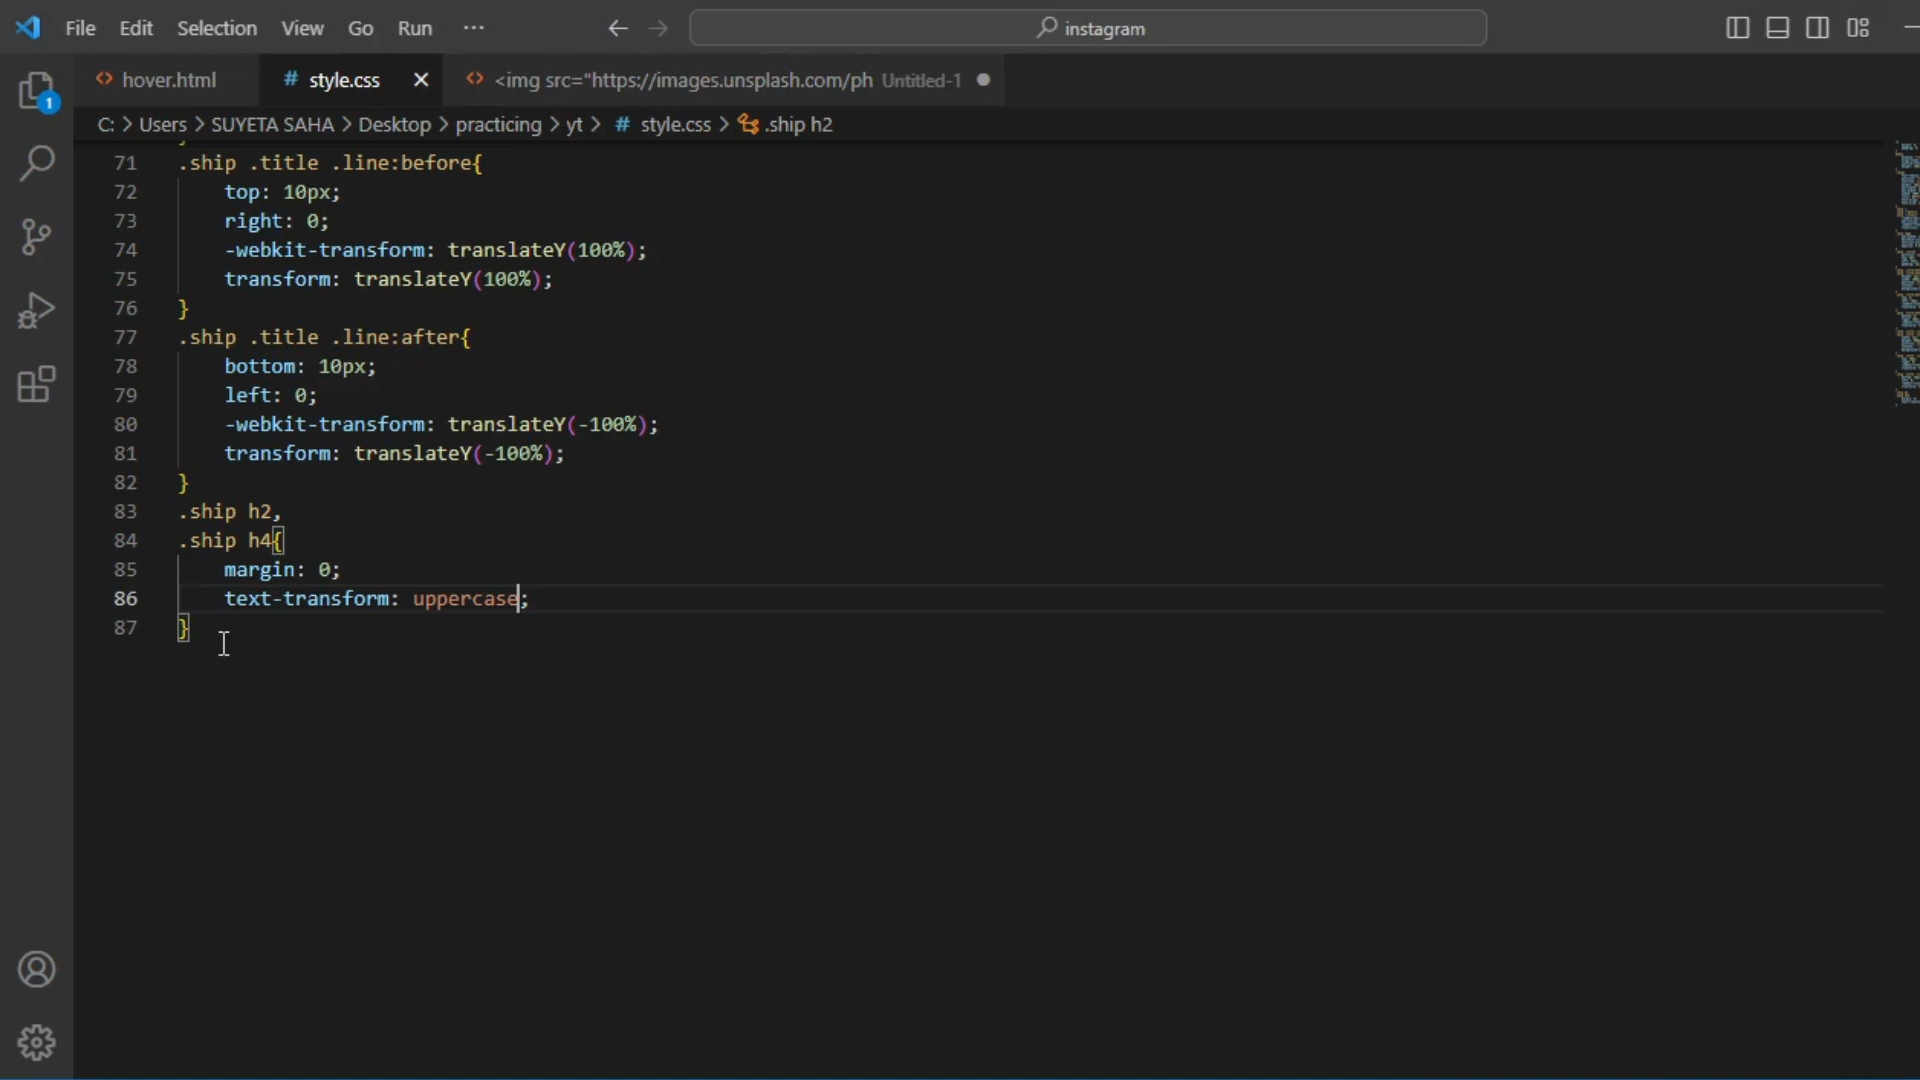 File Edit Selection View Go Run ···
instagram
hover.html
# style.css
<img src="https://images.unsplash.com/ph Untitled-1
1
C: > Users > SUYETA SAHA > Desktop > practicing > yt > # style.css > .ship h2
71 .ship .title .line:before{
72 top: 10px;
73 right: 0;
74 -webkit-transform: translateY(100%);
75 transform: translateY(100%);
76 }
77 .ship .title .line:after{
78 bottom: 10px;
79 left: 0;
80 -webkit-transform: translateY(-100%);
81 transform: translateY(-100%);
82 }
83 .ship h2,
84 .ship h4{
85 margin: 0;
86 text-transform: uppercase;
87 }